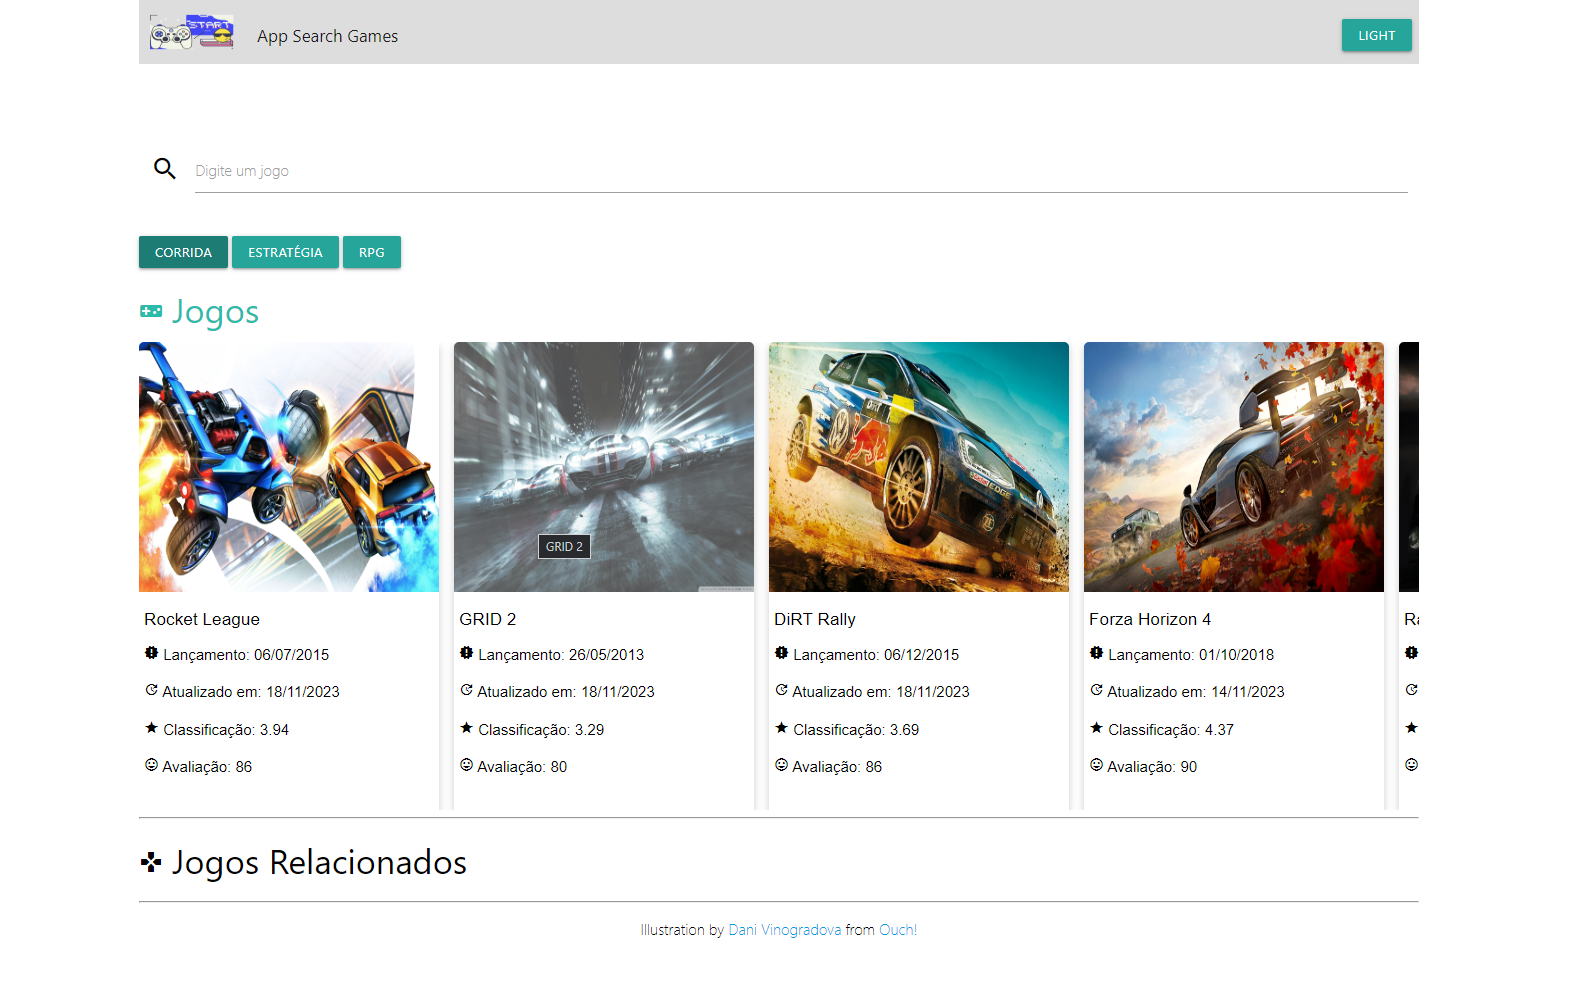 START
App Search Games
LIGHT
Digite um jogo
CORRIDA ESTRATÉGIA RPG
Jogos
GRID 2
Rocket League
Lançamento: 06/07/2015
Atualizado em: 18/11/2023
Classificação: 3.94
Avaliação: 86
GRID 2
Lançamento: 26/05/2013
Atualizado em: 18/11/2023
Classificação: 3.29
Avaliação: 80
DiRT Rally
Lançamento: 06/12/2015
Atualizado em: 18/11/2023
Classificação: 3.69
Avaliação: 86
Forza Horizon 4
Lançamento: 01/10/2018
Atualizado em: 14/11/2023
Classificação: 4.37
Avaliação: 90
Jogos Relacionados
Illustration by Dani Vinogradova from Ouch!